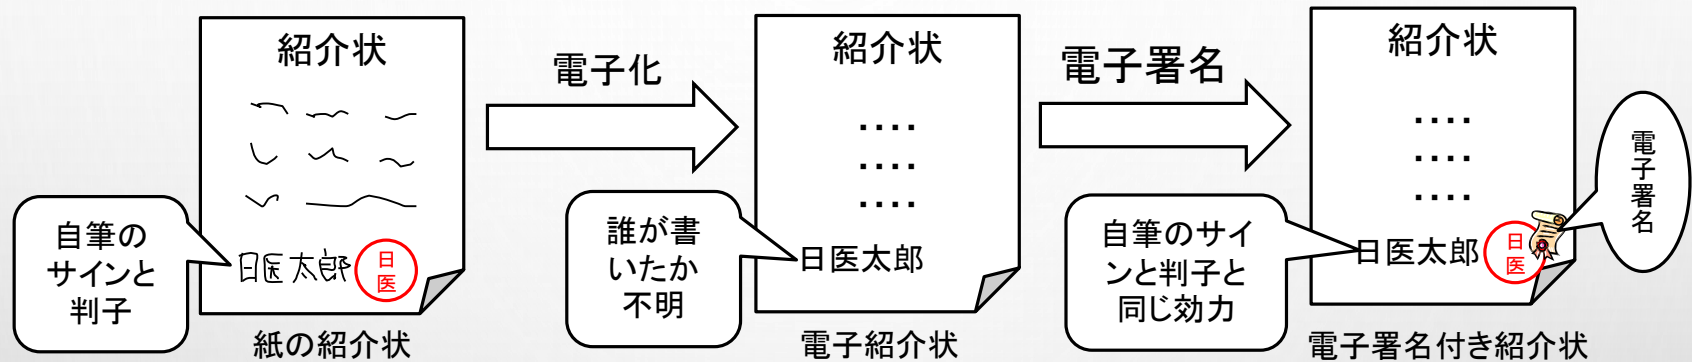 紹介状
自筆の
サインと
判子
日医太郎
日
医
紙の紹介状
電子化
紹介状
‥‥
‥‥
‥‥
誰が書
いたか
不明
日医太郎
電子紹介状
電子署名
紹介状
‥‥
‥‥
‥‥
自筆のサイ
ンと判子と
同じ効力
日医太郎
日
医
電子署名
電子署名付き紹介状